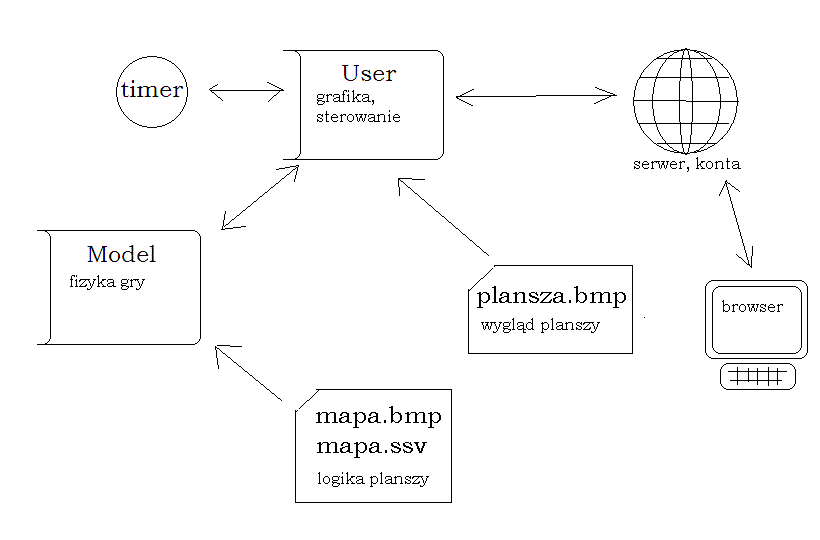 timer
User
grafika,
sterowanie
serwer, konta
Model
fizyka gry
plansza.bmp
wygląd planszy
browser
mapa.bmp
mapa.ssv
logika planszy